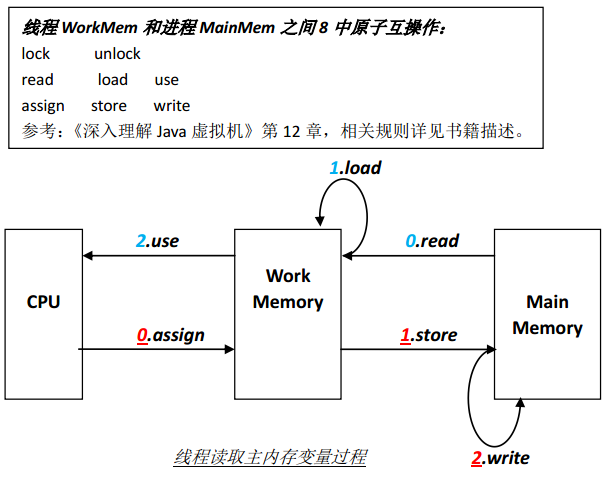 线程 WorkMem 和进程 MainMem 之间 8 中原子互操作：
lock unlock
read load use
assign store write
参考：《深入理解 Java 虚拟机》第 12 章，相关规则详见书籍描述。
1.load
2.use
0.read
CPU
Work
Memory
Main
Memory
0.assign
1.store
2.write
线程读取主内存变量过程